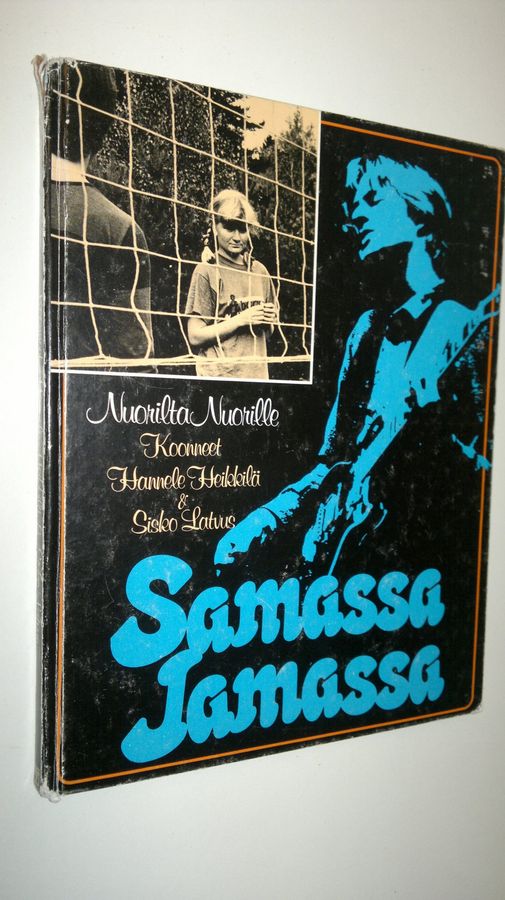 Nuorilta Nuorille
Koonneet
Hannele Heikkilä
&
Sisko Latvus
Samassa
Jamassa